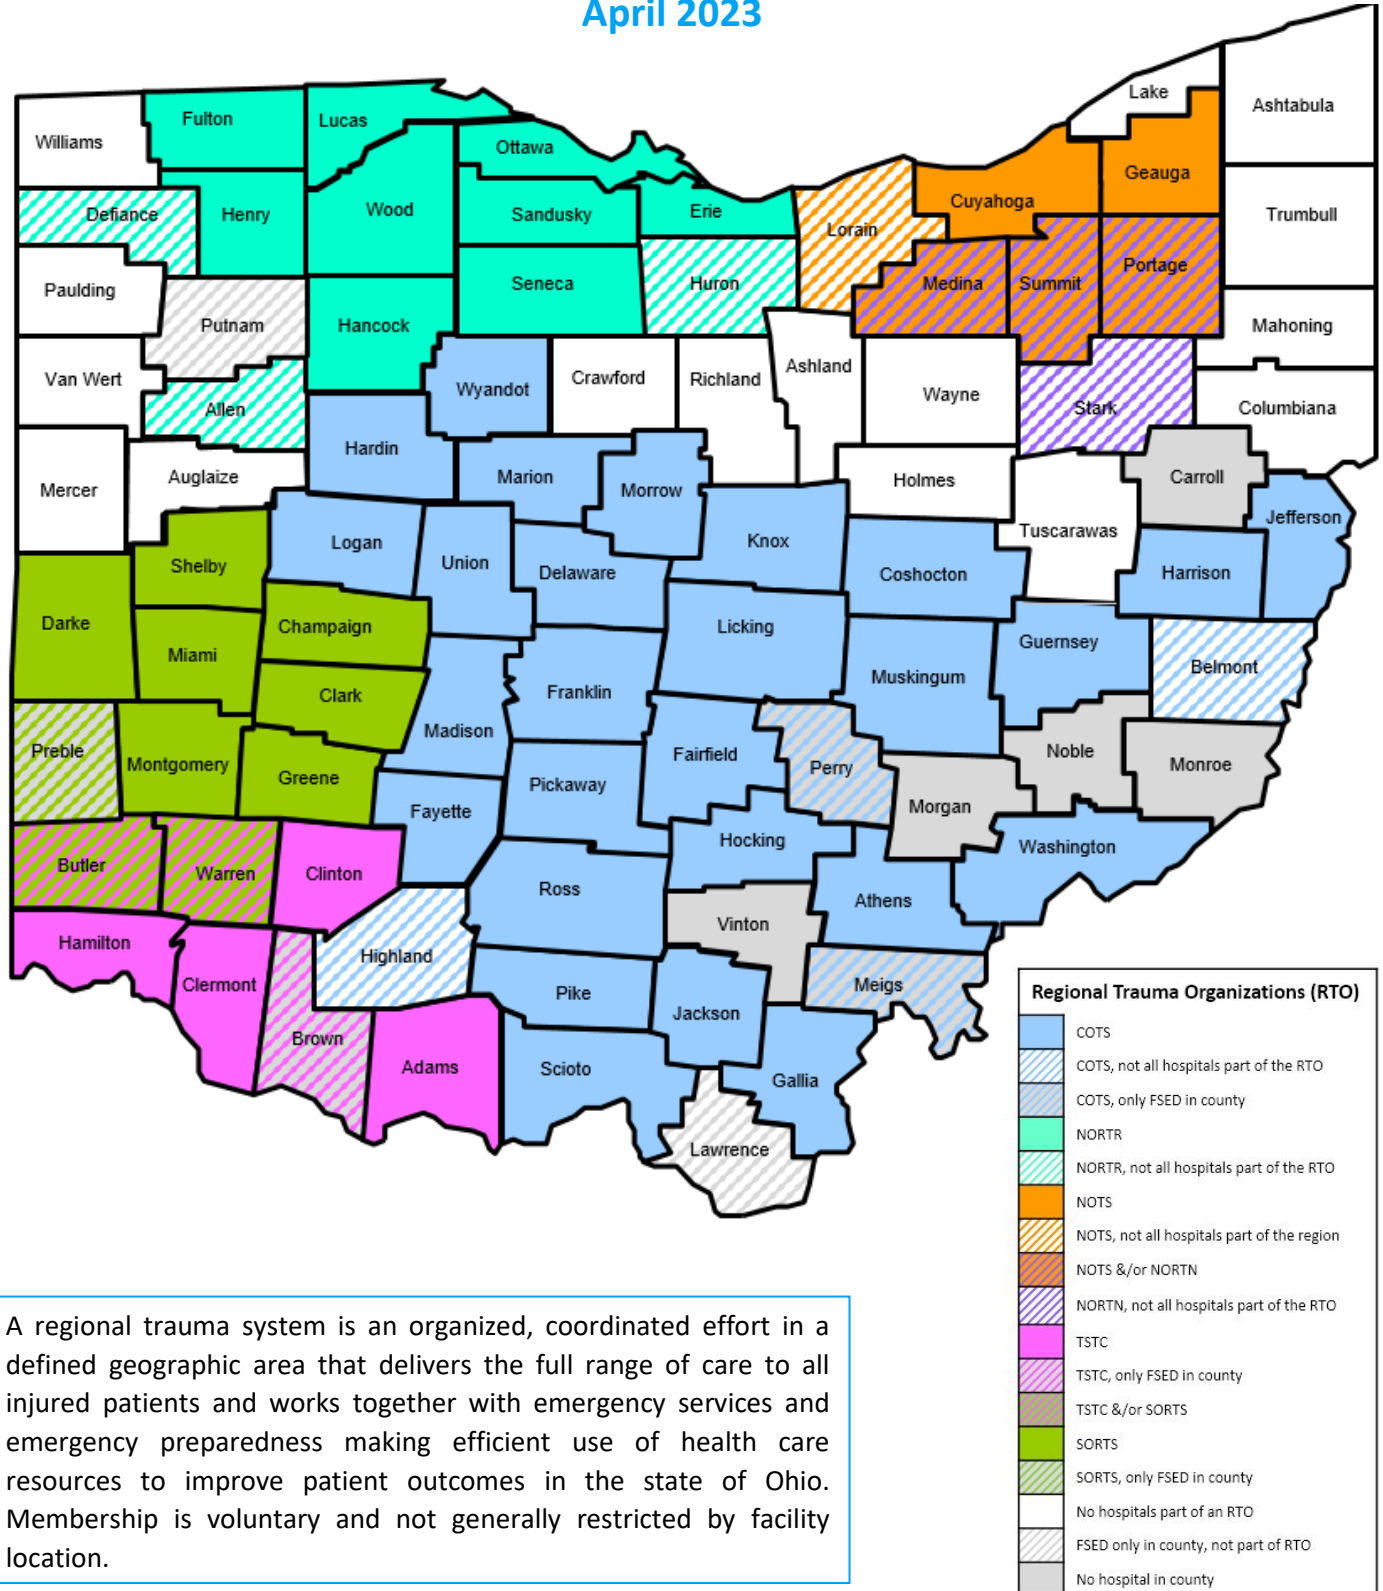 April 2023
Lake
Ashtabula
Williams
Fulton
Lucas
Ottawa
Geauga
Cuyahoga
Defiance
Henry
Wood
Sandusky
Erie
Lorain
Trumbull
Paulding
Seneca
Huron
Medina
Summit
Portage
Putnam
Hancock
Mahoning
Van Wert
Allen
Wyandot
Crawford
Richland
Ashland
Wayne
Stark
Columbiana
Mercer
Auglaize
Hardin
Marion
Morrow
Holmes
Carroll
Jefferson
Shelby
Logan
Union
Delaware
Knox
Coshocton
Tuscarawas
Harrison
Darke
Miami
Champaign
Licking
Guernsey
Belmont
Clark
Madison
Franklin
Muskingum
Preble
Montgomery
Greene
Fairfield
Perry
Noble
Monroe
Fayette
Pickaway
Morgan
Hocking
Washington
Butler
Warren
Clinton
Ross
Athens
Vinton
Hamilton
Highland
Clermont
Pike
Meigs
Jackson
Brown
Adams
Scioto
Gallia
Lawrence
Regional Trauma Organizations (RTO)
COTS
COTS, not all hospitals part of the RTO
COTS, only FSED in county
NORTR
NORTR, not all hospitals part of the RTO
NOTS
NOTS, not all hospitals part of the region
NOTS &/or NORTN
NORTN, not all hospitals part of the RTO
TSTC
TSTC, only FSED in county
TSTC &/or SORTS
SORTS
SORTS, only FSED in county
No hospitals part of an RTO
FSED only in county, not part of RTO
No hospital in county
A regional trauma system is an organized, coordinated effort in a
defined geographic area that delivers the full range of care to all
injured patients and works together with emergency services and
emergency preparedness making efficient use of health care
resources to improve patient outcomes in the state of Ohio.
Membership is voluntary and not generally restricted by facility
location.